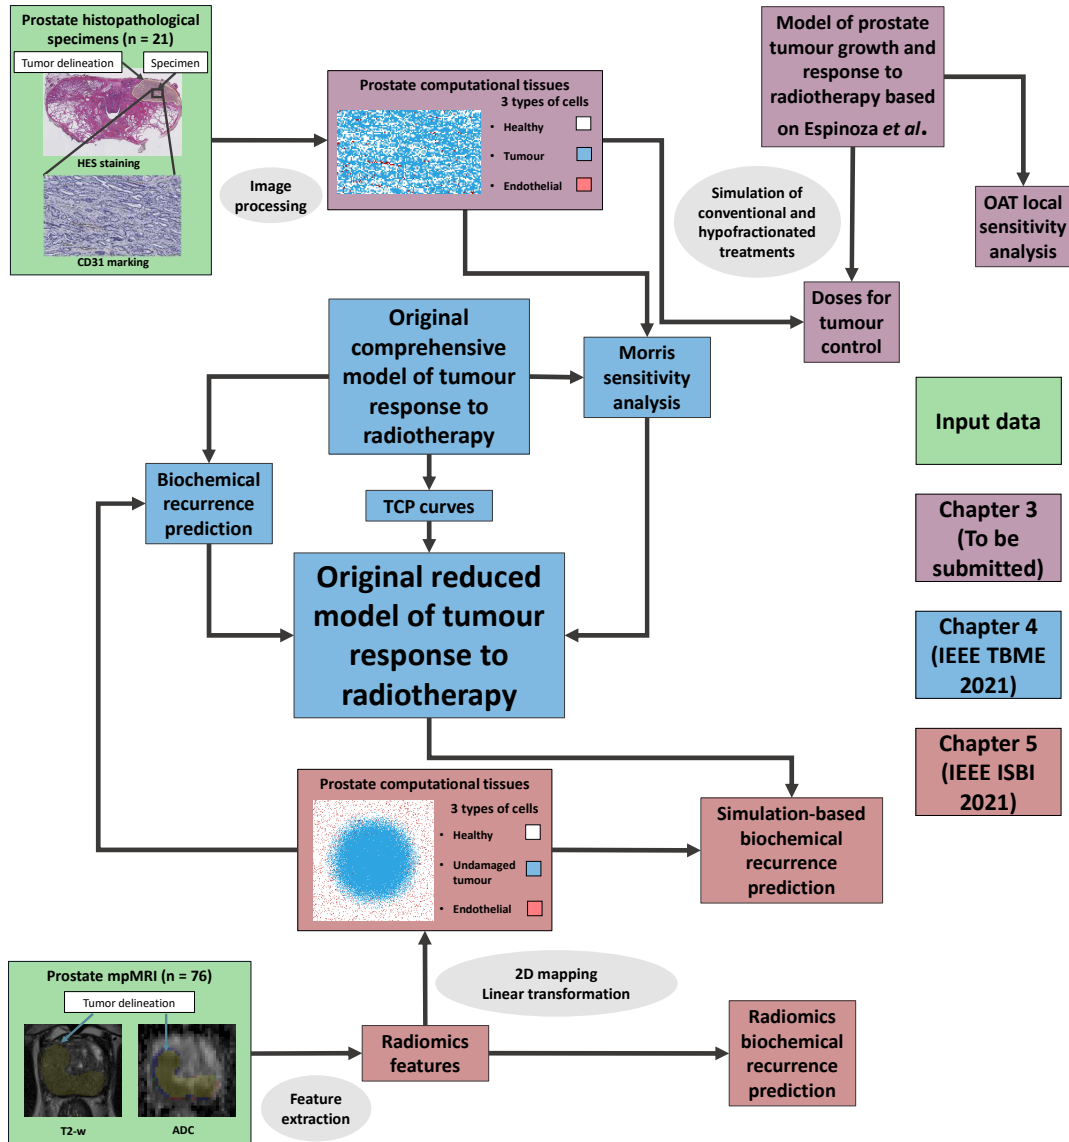 Prostate histopathological
specimens (n = 21)
Tumor delineation
Specimen
HES staining
CD31 marking
Image
processing
Prostate computational tissues
3 types of cells
• Healthy
• Tumour
• Endothelial
Model of prostate
tumour growth and
response to
radiotherapy based
on Espinoza et al.
Simulation of
conventional and
hypofractionated
treatments
OAT local
sensitivity
analysis
Doses for
tumour
control
Original
comprehensive
model of tumour
response to
radiotherapy
Morris
sensitivity
analysis
Biochemical
recurrence
prediction
TCP curves
Original reduced
model of tumour
response to
radiotherapy
Input data
Chapter 3
(To be
submitted)
Chapter 4
(IEEE TBME
2021)
Chapter 5
(IEEE ISBI
2021)
Prostate computational tissues
3 types of cells
• Healthy
• Undamaged
tumour
• Endothelial
Simulation-based
biochemical
recurrence
prediction
2D mapping
Linear transformation
Prostate mpMRI (n = 76)
Tumor delineation
T2-w
ADC
Feature
extraction
Radiomics
features
Radiomics
biochemical
recurrence
prediction